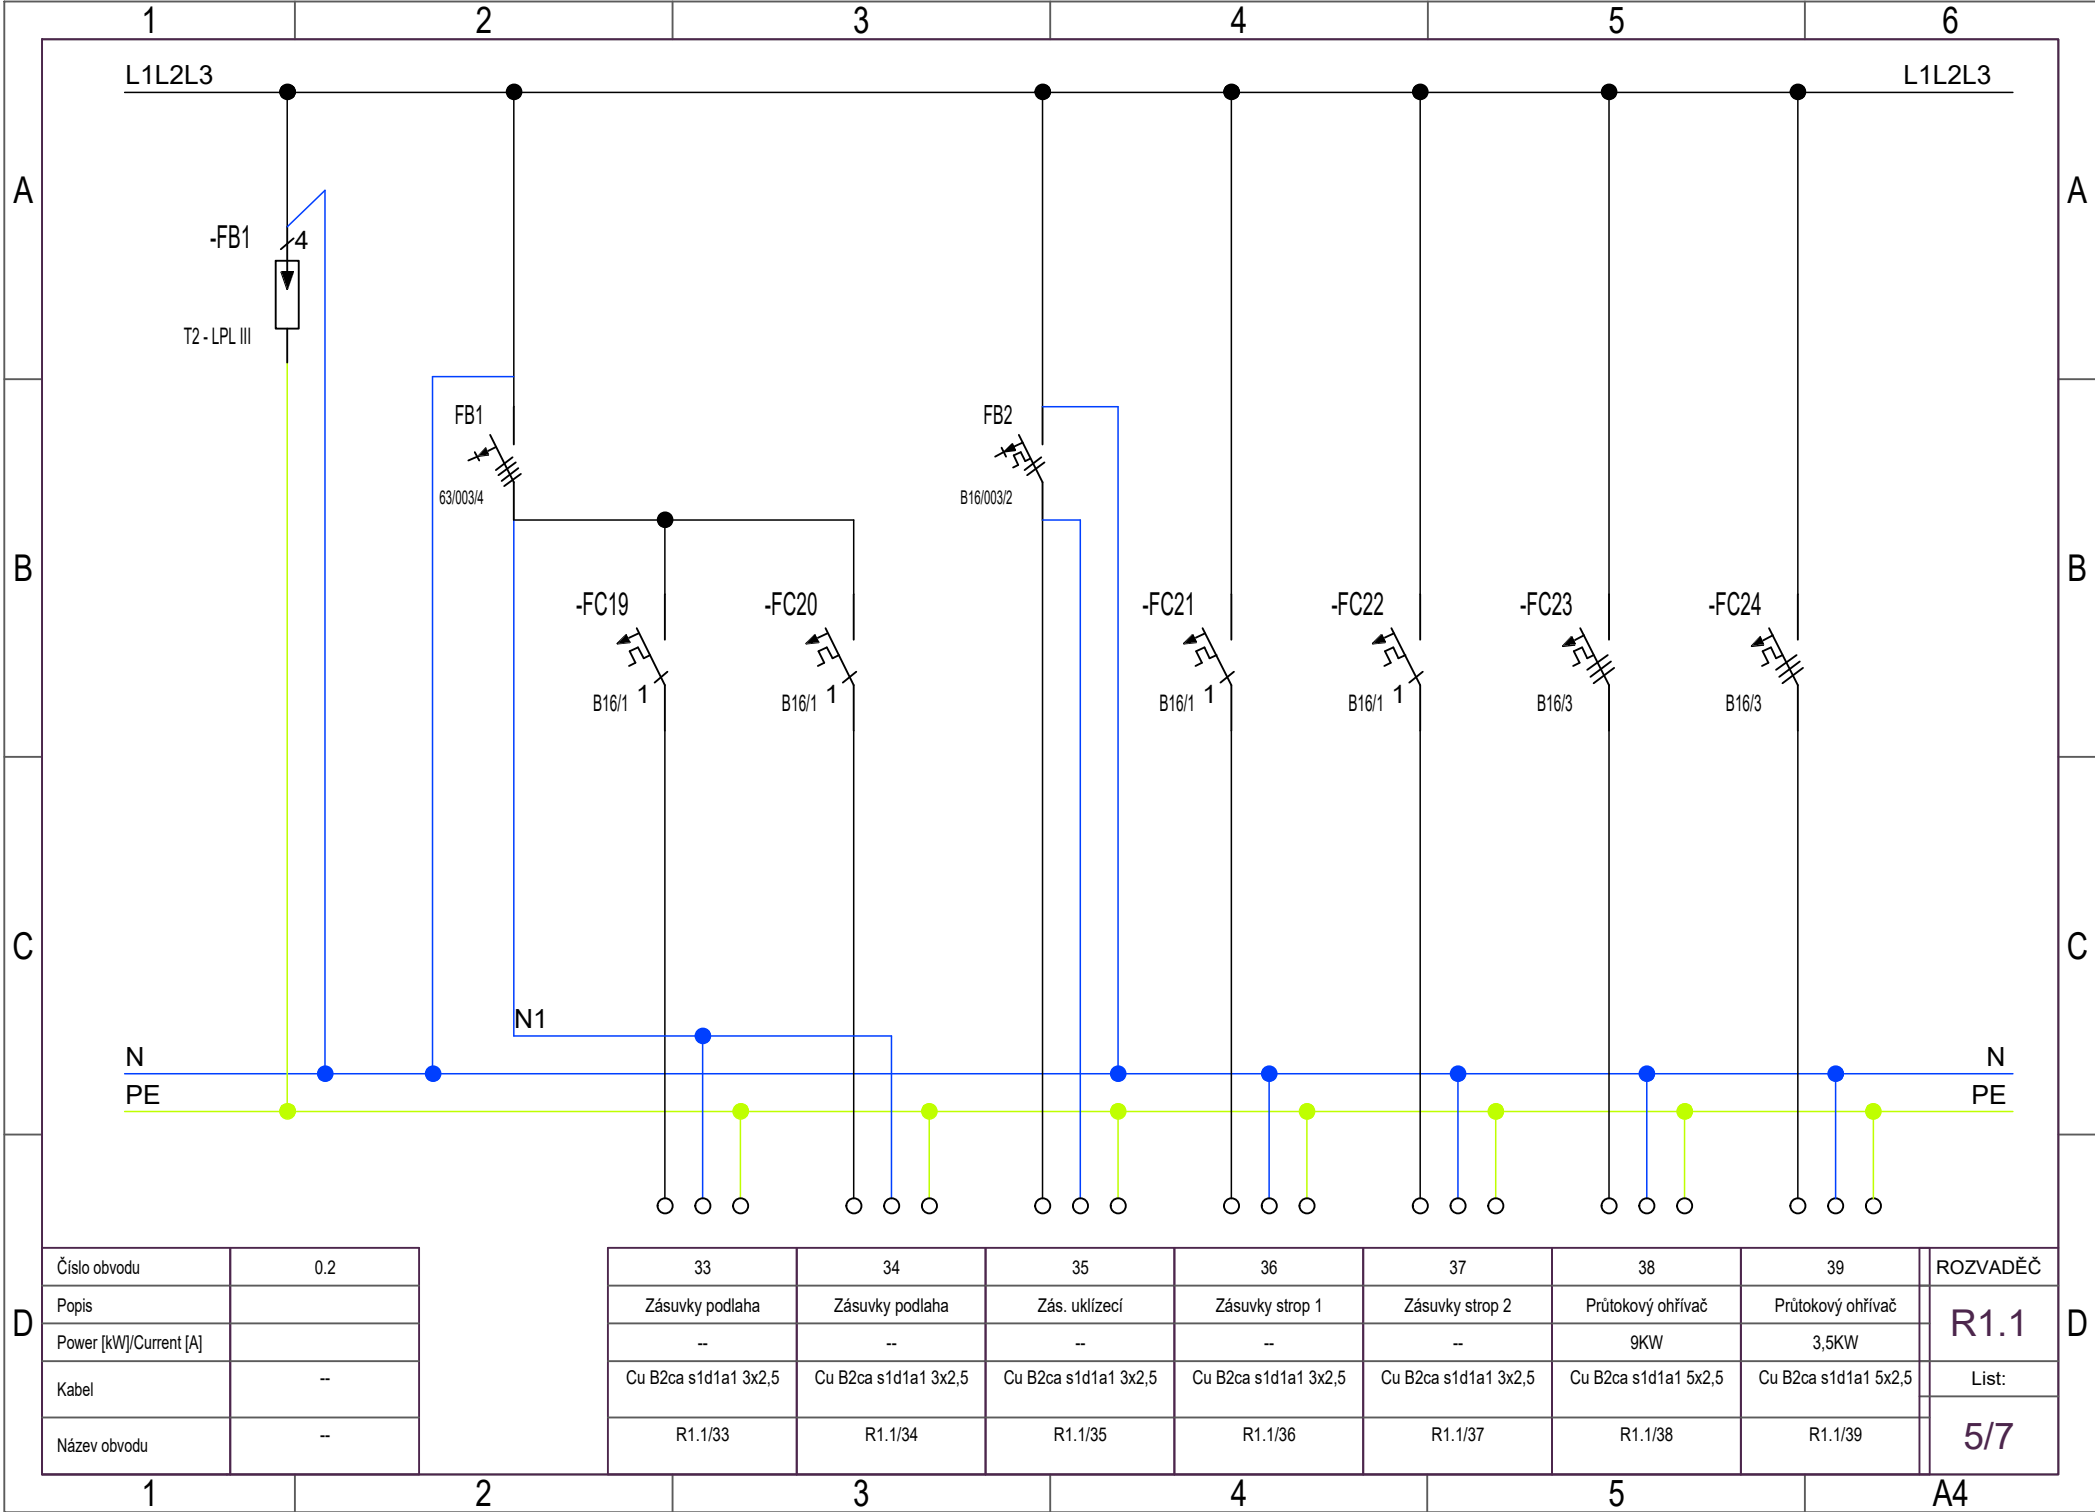 1 2 3 4 5 6
L1L2L3 L1L2L3
A A
-FB1 4
T2 - LPL III
FB1 FB2
63/003/4 B16/003/2
B B
-FC19 -FC20 -FC21 -FC22 -FC23 -FC24
B16/1 1 B16/1 1 B16/1 1 B16/1 1 B16/3 B16/3
C C
N1
N N
PE PE
Číslo obvodu 0.2 33 34 35 36 37 38 39 ROZVADĚČ
Popis Zásuvky podlaha Zásuvky podlaha Zás. uklízecí Zásuvky strop 1 Zásuvky strop 2 Průtokový ohřívač Průtokový ohřívač
D R1.1 D
Power [kW]/Current [A] -- -- -- -- -- 9KW 3,5KW
Kabel -- Cu B2ca s1d1a1 3x2,5 Cu B2ca s1d1a1 3x2,5 Cu B2ca s1d1a1 3x2,5 Cu B2ca s1d1a1 3x2,5 Cu B2ca s1d1a1 3x2,5 Cu B2ca s1d1a1 5x2,5 Cu B2ca s1d1a1 5x2,5 List:
Název obvodu -- R1.1/33 R1.1/34 R1.1/35 R1.1/36 R1.1/37 R1.1/38 R1.1/39 5/7
1 2 3 4 5 A4